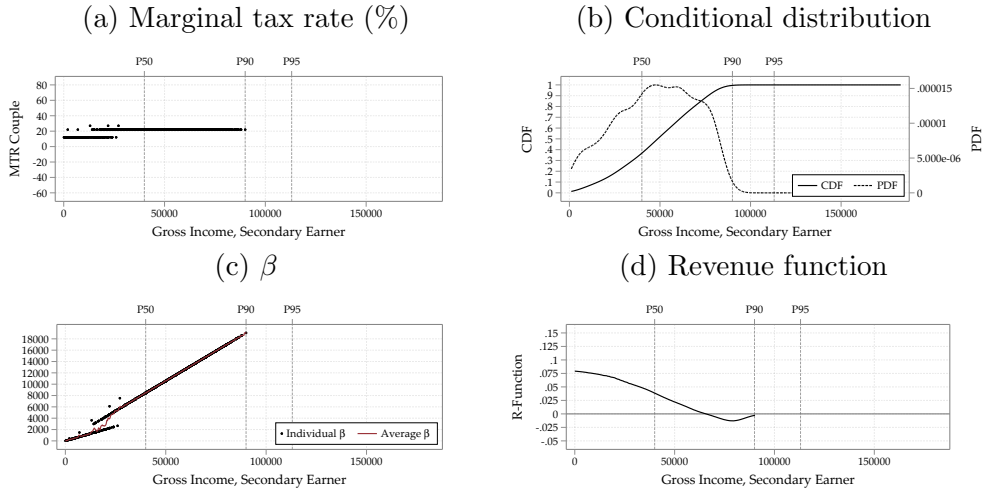 (a) Marginal tax rate (%)
P50 P90 P95
MTR Couple
80
60
40
20
0
-20
-40
-60
0 50000 100000 150000
Gross Income, Secondary Earner
(b) Conditional distribution
P50 P90 P95
CDF
1
.9
.8
.7
.6
.5
.4
.3
.2
.1
0
PDF
.000015
.00001
5.000e-06
0
CDF PDF
0 50000 100000 150000
Gross Income, Secondary Earner
(c) β
P50 P90 P95
18000
16000
14000
12000
10000
8000
6000
4000
2000
0
Individual β Average β
0 50000 100000 150000
Gross Income, Secondary Earner
(d) Revenue function
P50 P90 P95
R-Function
.15
.125
.1
.075
.05
.025
0
-.025
-.05
0 50000 100000 150000
Gross Income, Secondary Earner